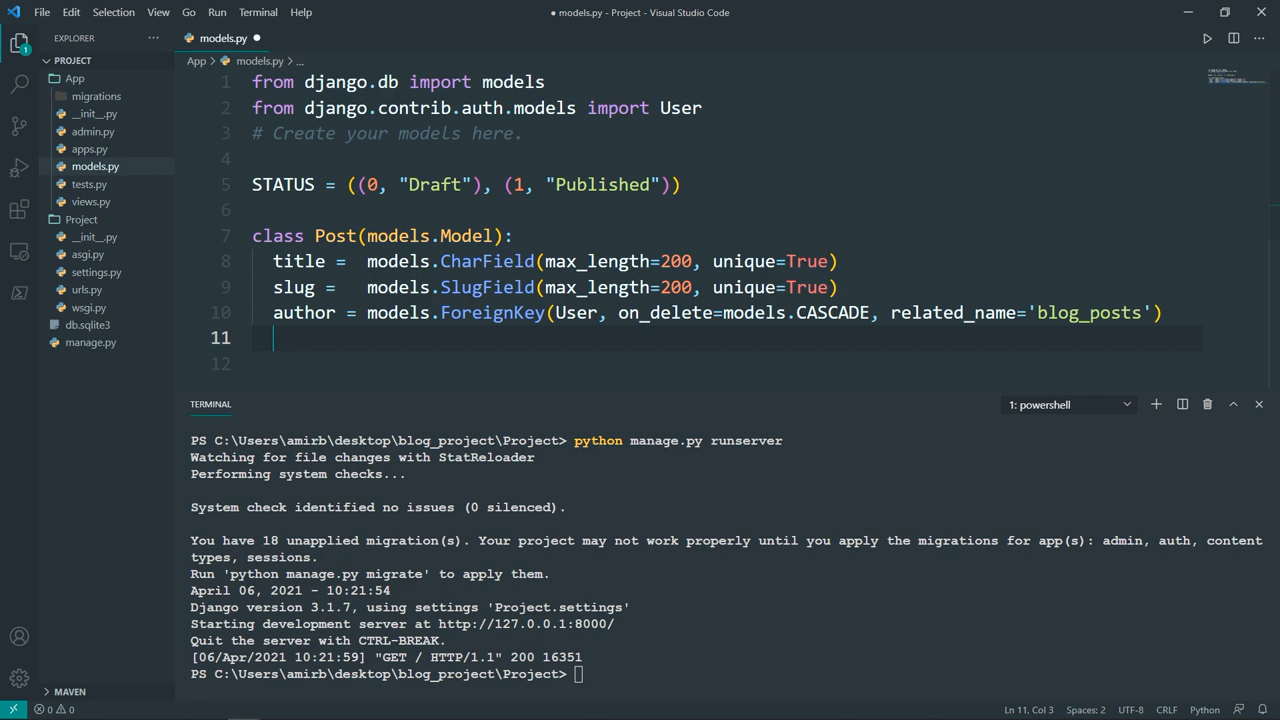 File Edit Selection View Go Run Terminal Help
● models.py - Project - Visual Studio Code
EXPLORER ...
1
PROJECT
App
migrations
__init__.py
admin.py
apps.py
models.py
tests.py
views.py
Project
__init__.py
asgi.py
settings.py
urls.py
wsgi.py
db.sqlite3
manage.py
MAVEN
models.py ●
App > models.py > ...
1 from django.db import models
2 from django.contrib.auth.models import User
3 # Create your models here.
4
5 STATUS = ((0, "Draft"), (1, "Published"))
6
7 class Post(models.Model):
8 title = models.CharField(max_length=200, unique=True)
9 slug = models.SlugField(max_length=200, unique=True)
10 author = models.ForeignKey(User, on_delete=models.CASCADE, related_name='blog_posts')
11
12
TERMINAL
1: powershell
PS C:\Users\amirb\desktop\blog_project\Project> python manage.py runserver
Watching for file changes with StatReloader
Performing system checks...
System check identified no issues (0 silenced).
You have 18 unapplied migration(s). Your project may not work properly until you apply the migrations for app(s): admin, auth, content
types, sessions.
Run 'python manage.py migrate' to apply them.
April 06, 2021 - 10:21:54
Django version 3.1.7, using settings 'Project.settings'
Starting development server at http://127.0.0.1:8000/
Quit the server with CTRL-BREAK.
[06/Apr/2021 10:21:59] "GET / HTTP/1.1" 200 16351
PS C:\Users\amirb\desktop\blog_project\Project>
0 0
Ln 11, Col 3 Spaces: 2 UTF-8 CRLF Python